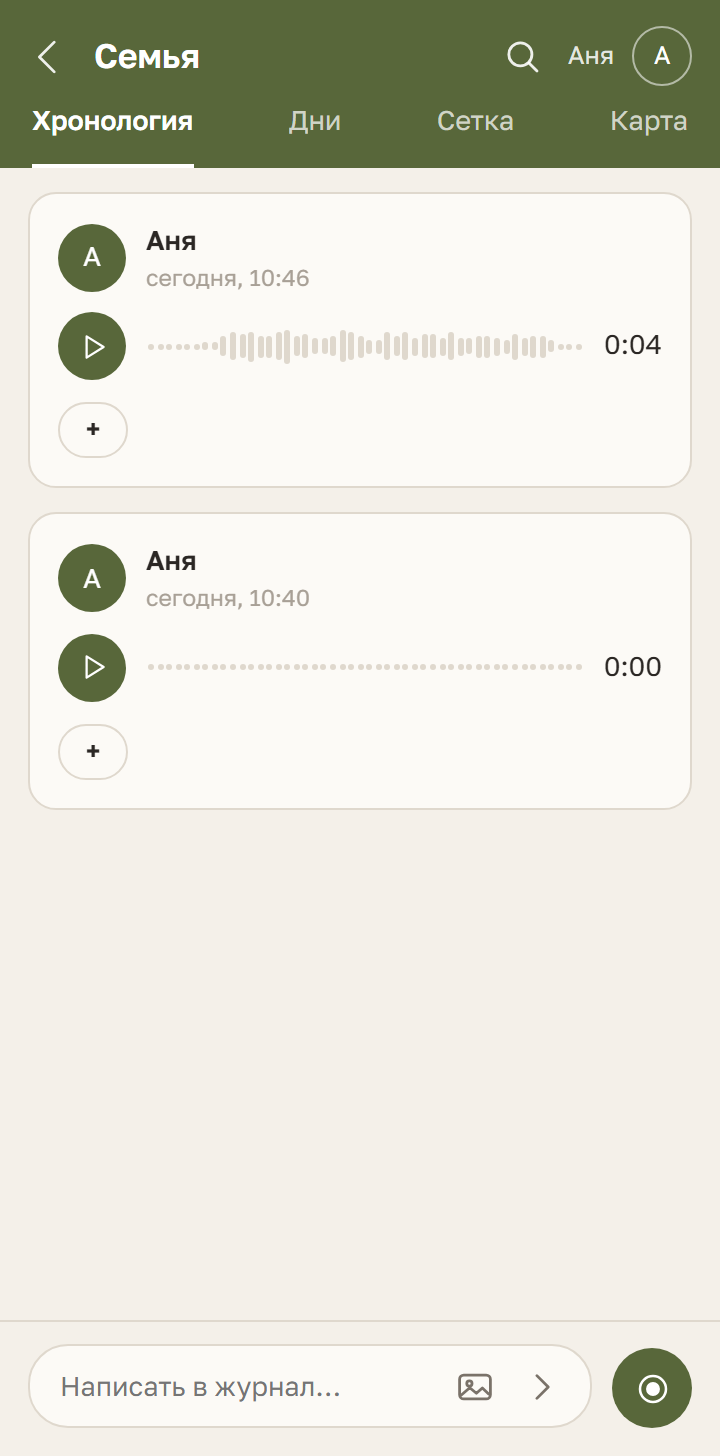 Семья
Аня
А
Хронология
Дни
Сетка
Карта
А
Аня
сегодня, 10:46
0:04
+
А
Аня
сегодня, 10:40
0:00
+
Написать в журнал...